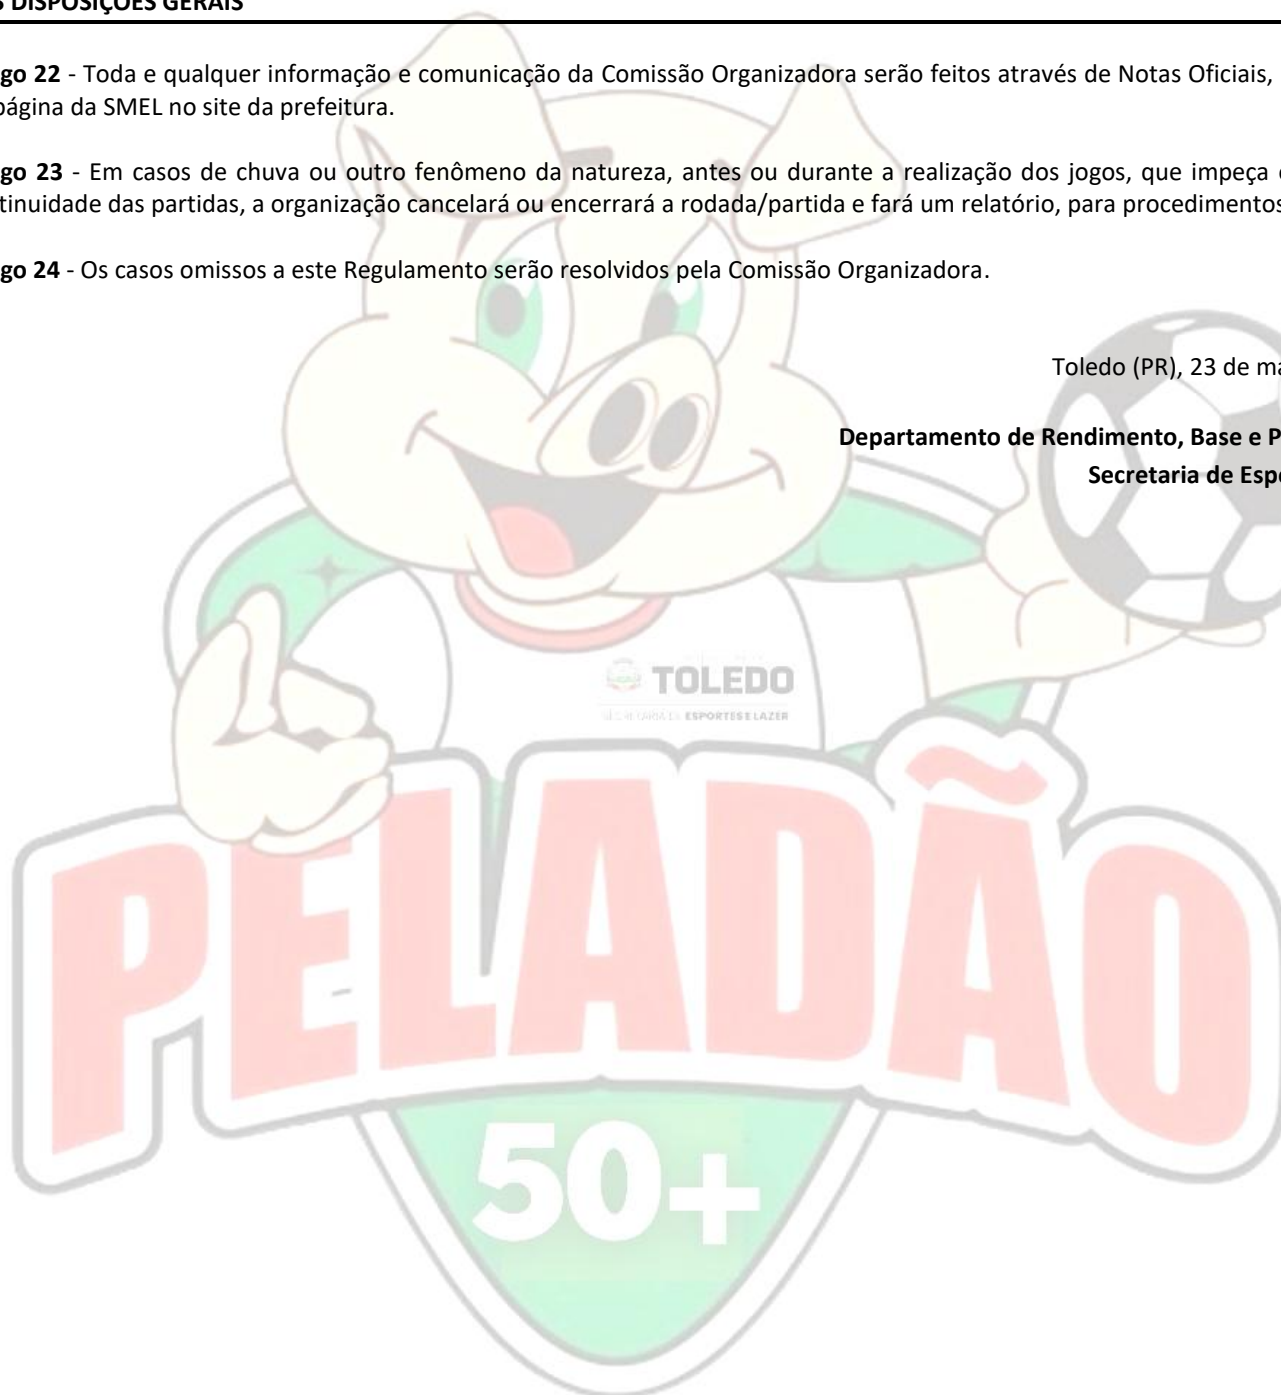 S DISPOSIÇÕES GERAIS
go 22 - Toda e qualquer informação e comunicação da Comissão Organizadora serão feitos através de Notas Oficiais,
página da SMEL no site da prefeitura.
go 23 - Em casos de chuva ou outro fenômeno da natureza, antes ou durante a realização dos jogos, que impeça
tinuidade das partidas, a organização cancelará ou encerrará a rodada/partida e fará um relatório, para procedimentos
go 24 - Os casos omissos a este Regulamento serão resolvidos pela Comissão Organizadora.
Toledo (PR), 23 de ma
Departamento de Rendimento, Base e P
Secretaria de Esp
TOLEDO
SECRETARIA DE ESPORTES E LAZER
PELADÃO
50+